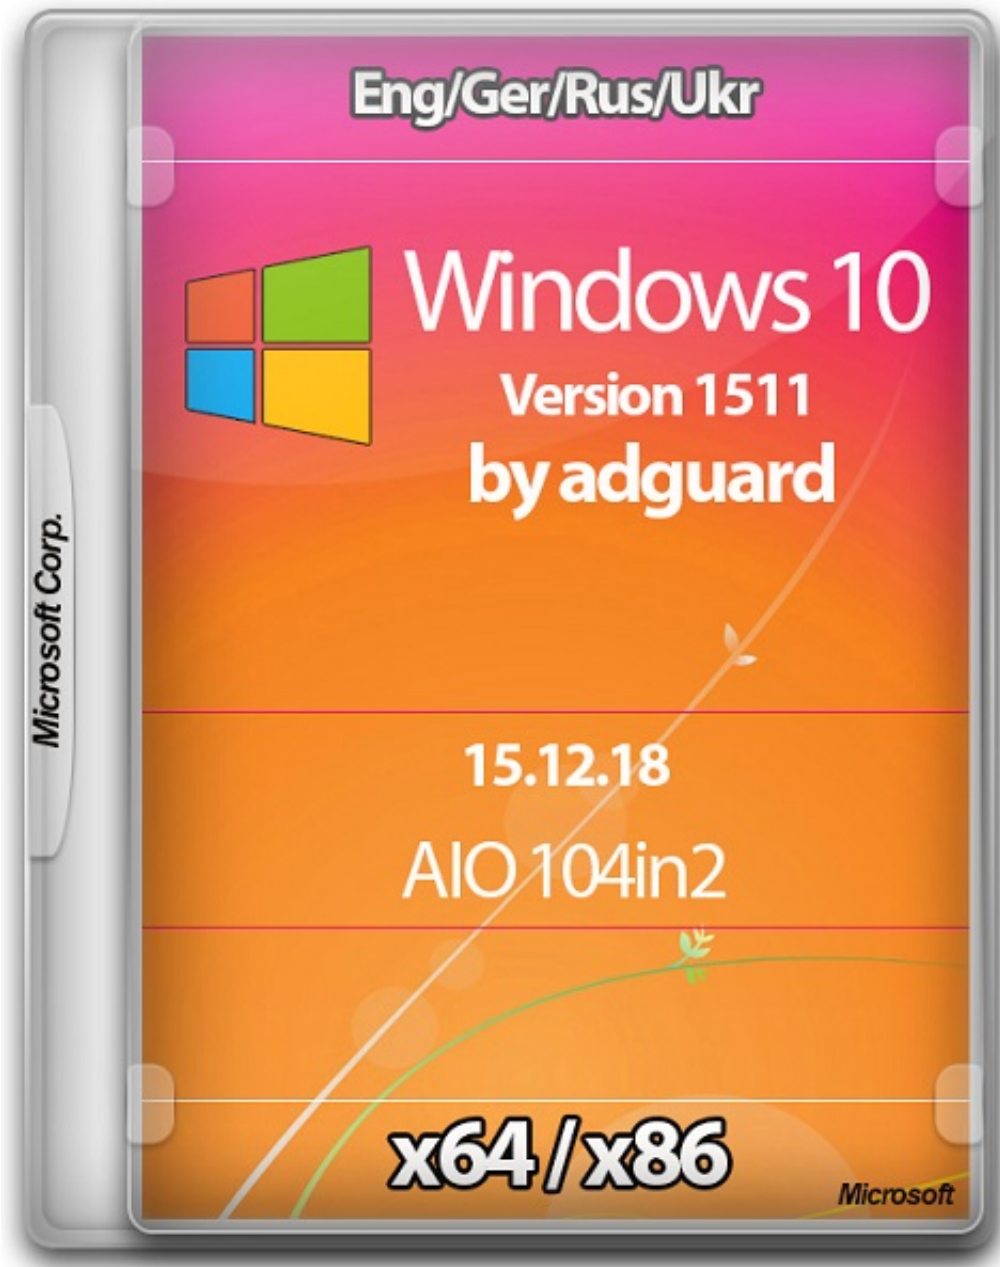 Eng/Ger/Rus/Ukr
Windows 10
Version 1511
by adguard
Microsoft Corp.
15.12.18
AIO 104in2
x64 / x86
Microsoft